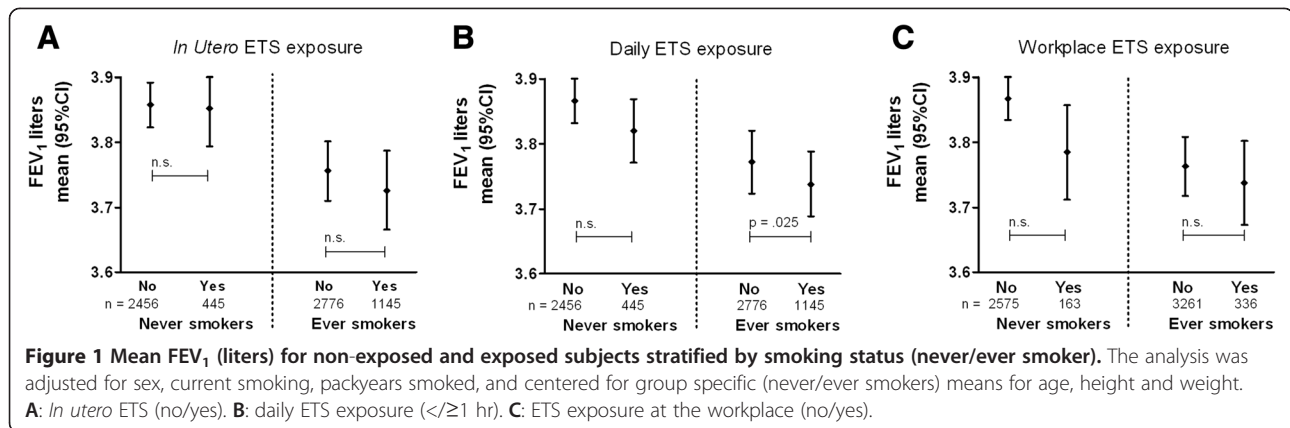 A
In Utero ETS exposure
FEV₁ liters
mean (95%CI)
3.9
3.8
3.7
3.6
n.s.
n.s.
No Yes No Yes
n = 2456 445 2776 1145
Never smokers Ever smokers
B
Daily ETS exposure
FEV₁ liters
mean (95%CI)
3.9
3.8
3.7
3.6
n.s.
p = .025
No Yes No Yes
n = 2456 445 2776 1145
Never smokers Ever smokers
C
Workplace ETS exposure
FEV₁ liters
mean (95%CI)
3.9
3.8
3.7
3.6
n.s.
n.s.
No Yes No Yes
n = 2575 163 3261 336
Never smokers Ever smokers
Figure 1 Mean FEV₁ (liters) for non-exposed and exposed subjects stratified by smoking status (never/ever smoker). The analysis was
adjusted for sex, current smoking, packyears smoked, and centered for group specific (never/ever smokers) means for age, height and weight.
A: In utero ETS (no/yes). B: daily ETS exposure (</≥1 hr). C: ETS exposure at the workplace (no/yes).